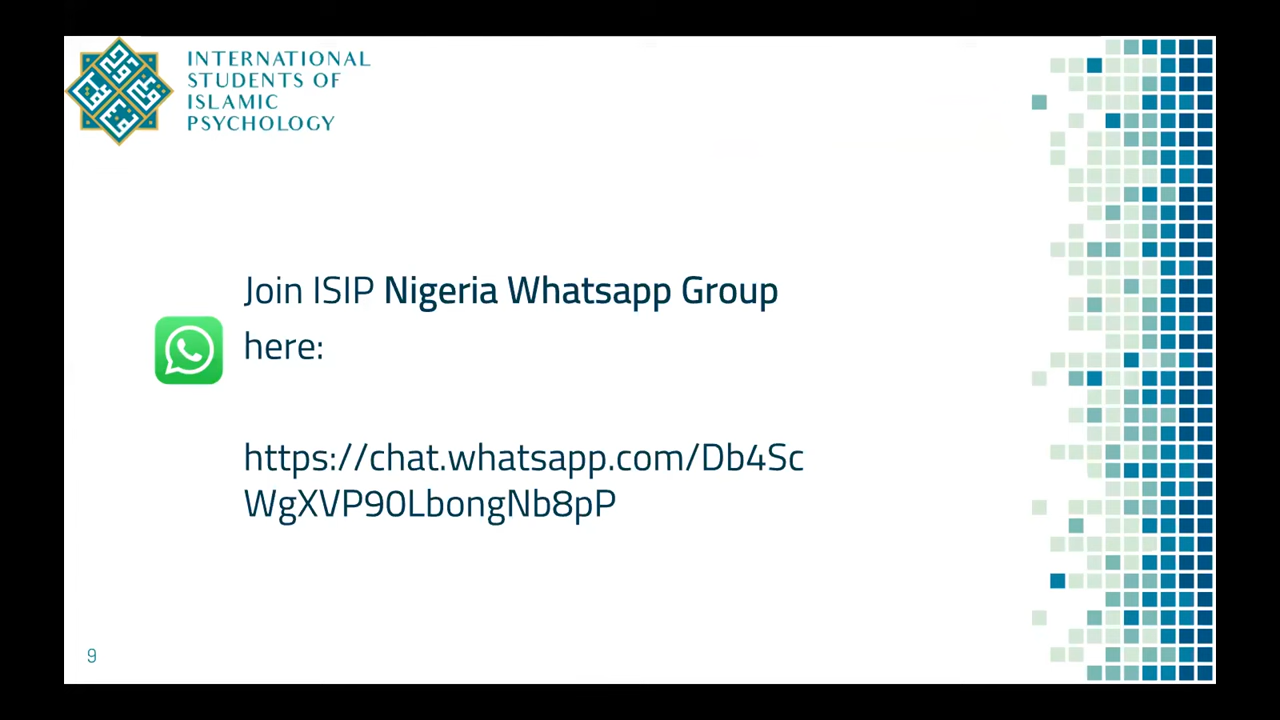 INTERNATIONAL
STUDENTS OF
ISLAMIC
PSYCHOLOGY
Join ISIP Nigeria Whatsapp Group
here:
https://chat.whatsapp.com/Db4Sc
WgXVP90LbongNb8pP
9